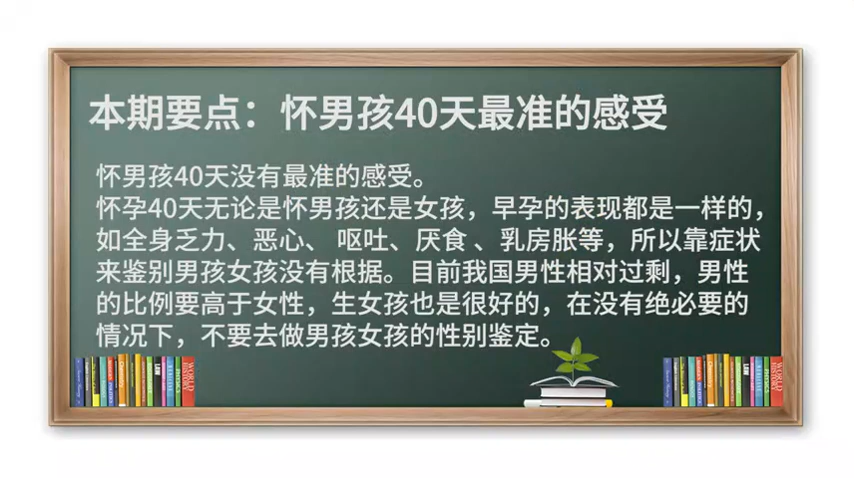 本期要点：怀男孩40天最准的感受
怀男孩40天没有最准的感受。
怀孕40天无论是怀男孩还是女孩，早孕的表现都是一样的，
如全身乏力、恶心、 呕吐、厌食 、乳房胀等，所以靠症状
来鉴别男孩女孩没有根据。目前我国男性相对过剩，男性
的比例要高于女性，生女孩也是很好的，在没有绝必要的
情况下，不要去做男孩女孩的性别鉴定。